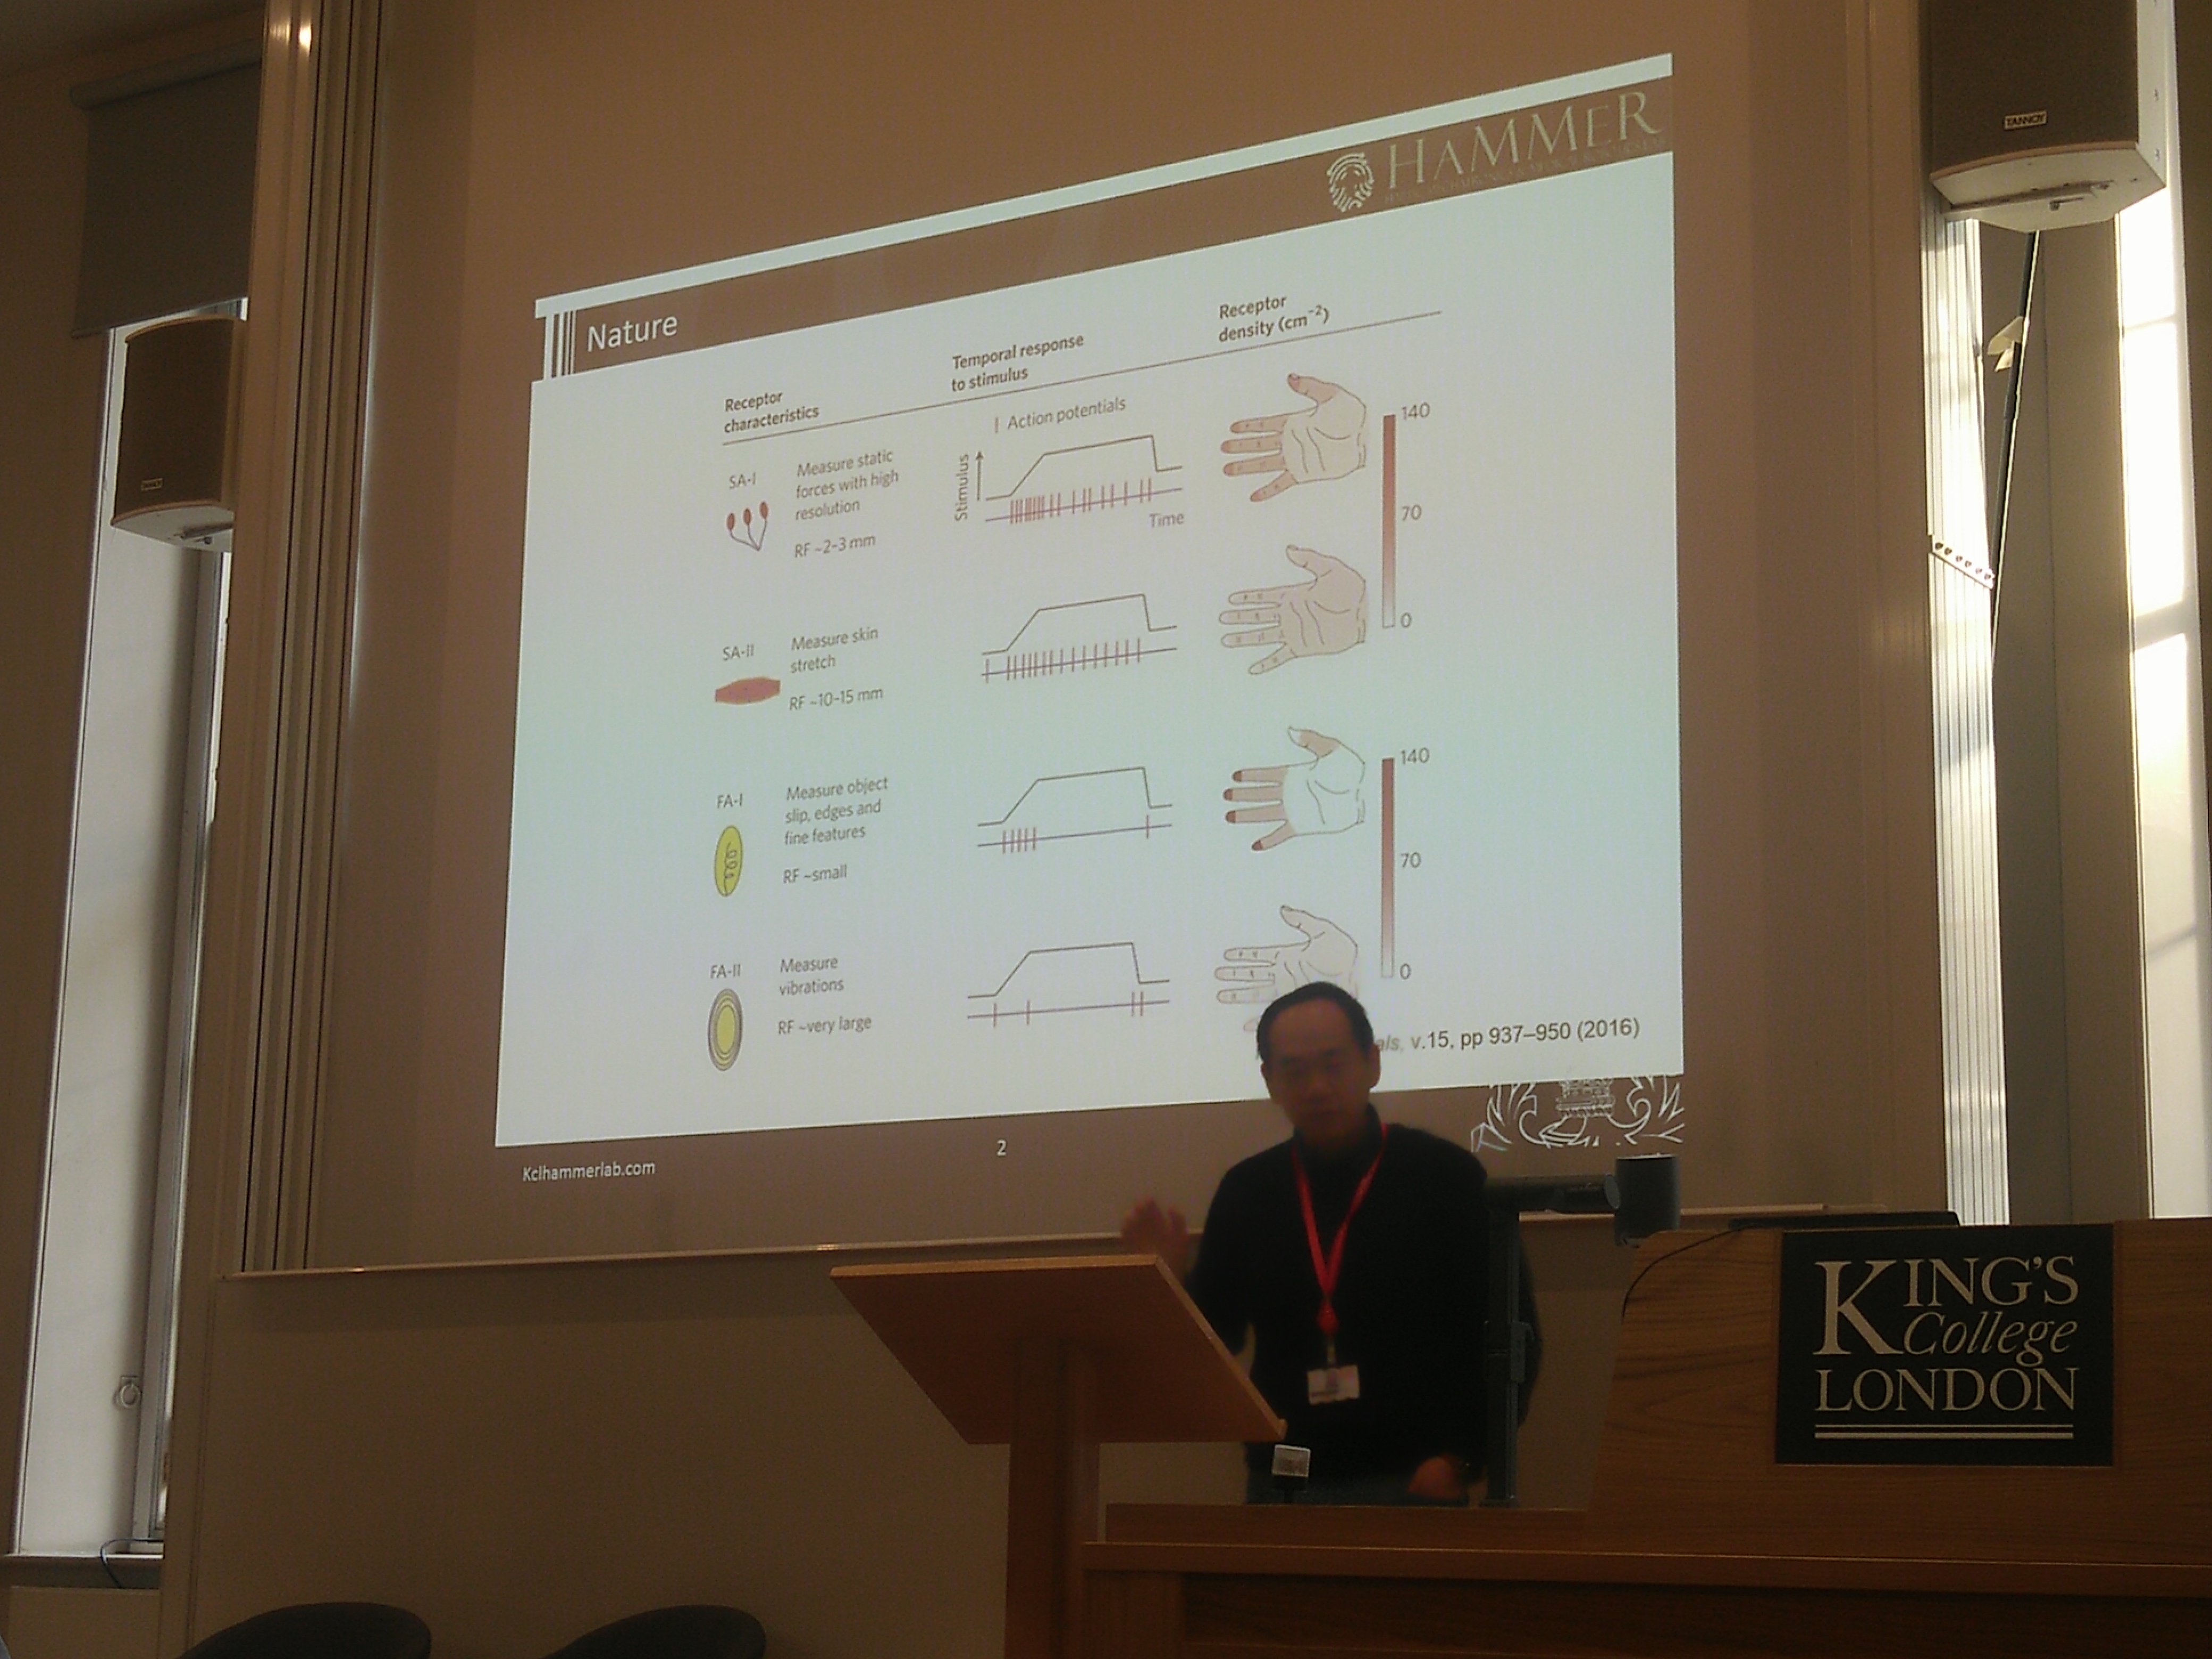 TANNOY
HAMMER
Nature
Receptor
characteristics
Temporal response
to stimulus
Receptor
density (cm⁻²)
SA-I
Measure static
forces with high
resolution
RF ~2–3 mm
Action potentials
Stimulus
Time
140
70
0
SA-II
Measure skin
stretch
RF ~10–15 mm
FA-I
Measure object
slip, edges and
fine features
RF ~small
140
70
0
FA-II
Measure
vibrations
RF ~very large
v.15, pp 937–950 (2016)
Kclhammerlab.com
2
KING'S
College
LONDON